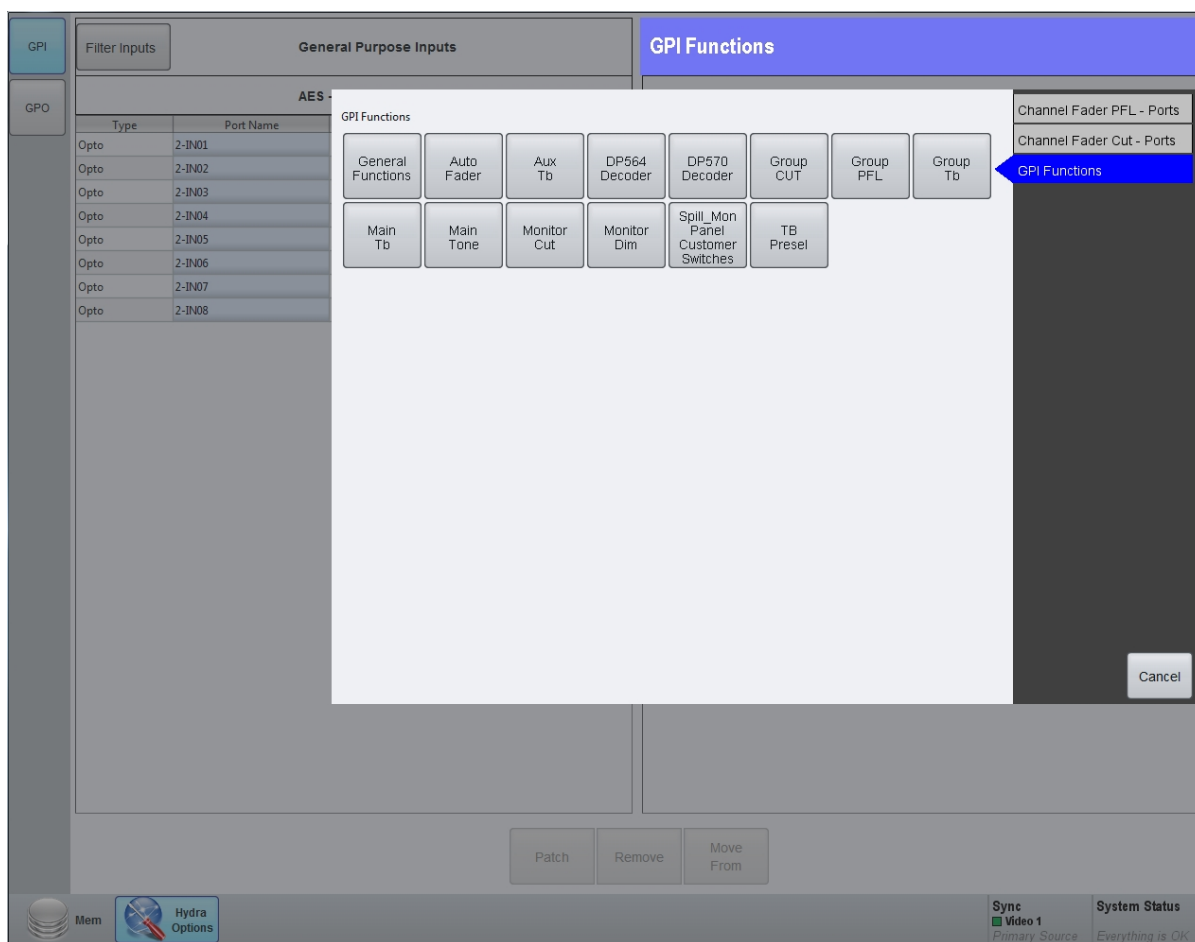 GPI
Filter Inputs
General Purpose Inputs
GPI Functions
GPO
AES -
Type
Port Name
Opto 2-IN01
Opto 2-IN02
Opto 2-IN03
Opto 2-IN04
Opto 2-IN05
Opto 2-IN06
Opto 2-IN07
Opto 2-IN08
GPI Functions
General
Functions
Auto
Fader
Aux
Tb
DP564
Decoder
DP570
Decoder
Group
CUT
Group
PFL
Group
Tb
Main
Tb
Main
Tone
Monitor
Cut
Monitor
Dim
Spill_Mon
Panel
Customer
Switches
TB
Presel
Channel Fader PFL - Ports
Channel Fader Cut - Ports
GPI Functions
Cancel
Patch
Remove
Move
From
Mem
Hydra
Options
Sync
Video 1
Primary Source
System Status
Everything is OK